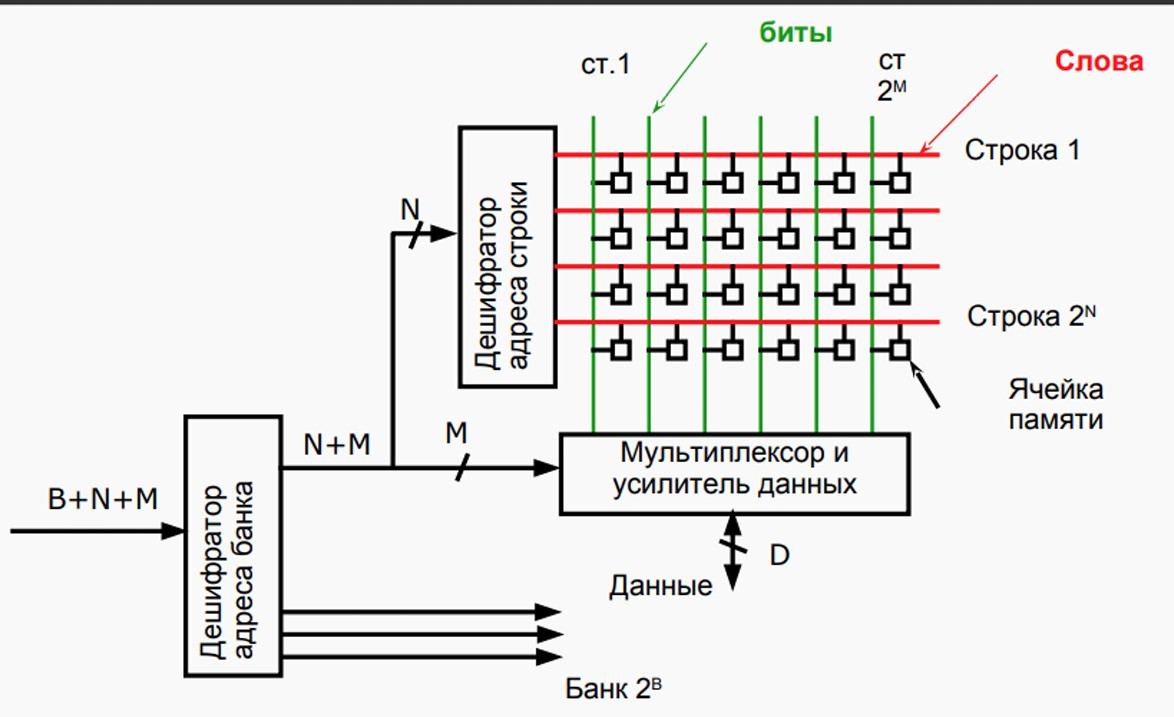 биты
ст.1
ст
2ᴹ
Слова
Строка 1
N
Дешифратор
адреса строки
Строка 2ᴺ
Ячейка
памяти
N+M
M
Мультиплексор и
усилитель данных
B+N+M
Дешифратор
адреса банка
D
Данные
Банк 2ᴮ